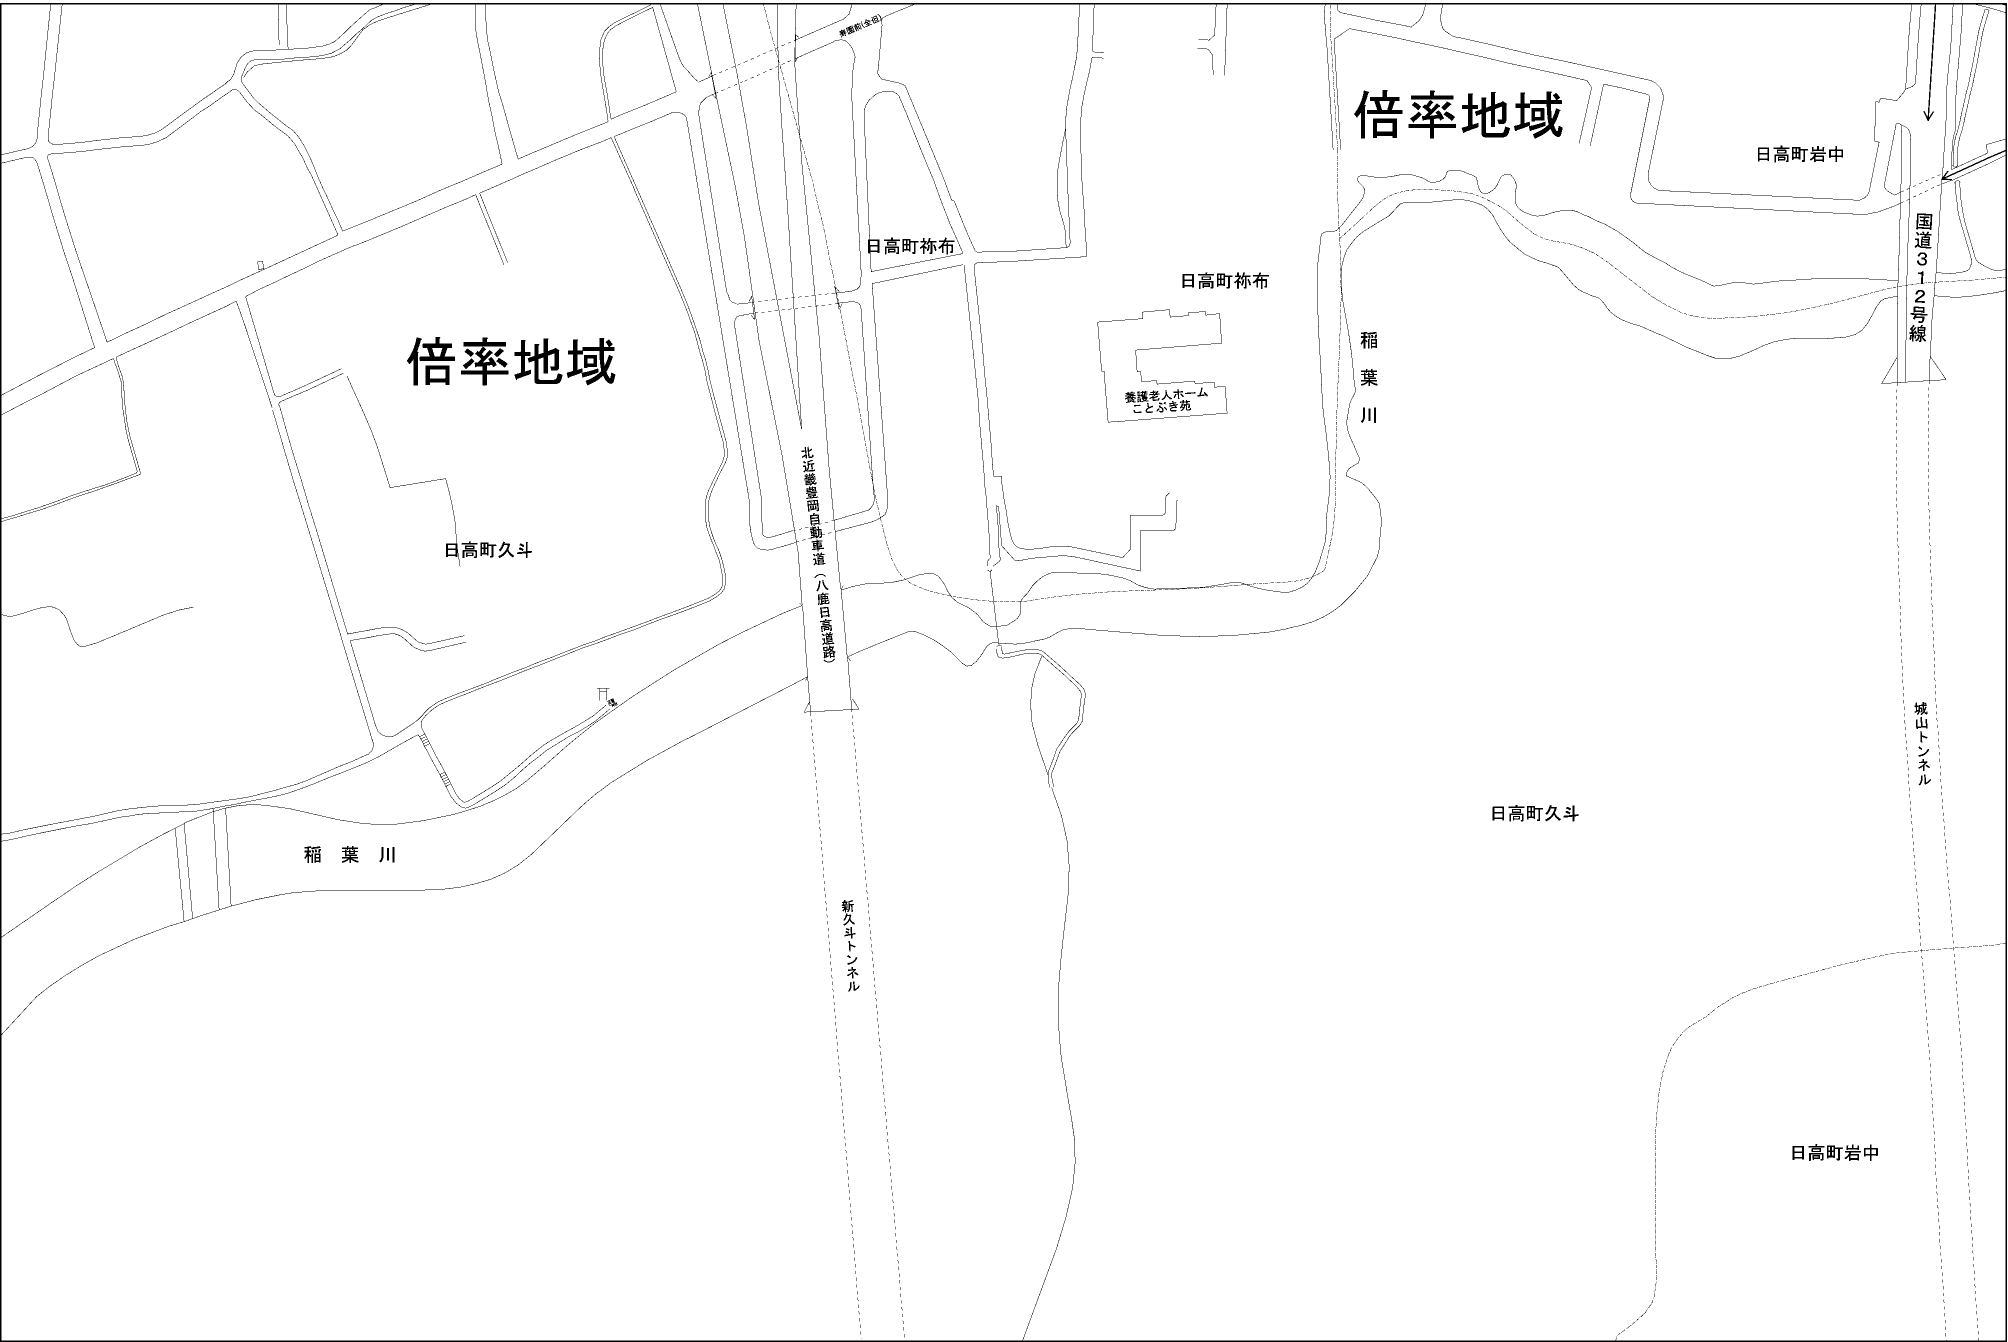 倍率地域
日高町岩中
日高町祢布
日高町祢布
国道312号線
倍率地域
稲葉川
養護老人ホーム
ことぶき苑
北近畿豊岡自動車道(八鹿日高道路)
日高町久斗
城山トンネル
日高町久斗
稲葉川
新久斗トンネル
日高町岩中